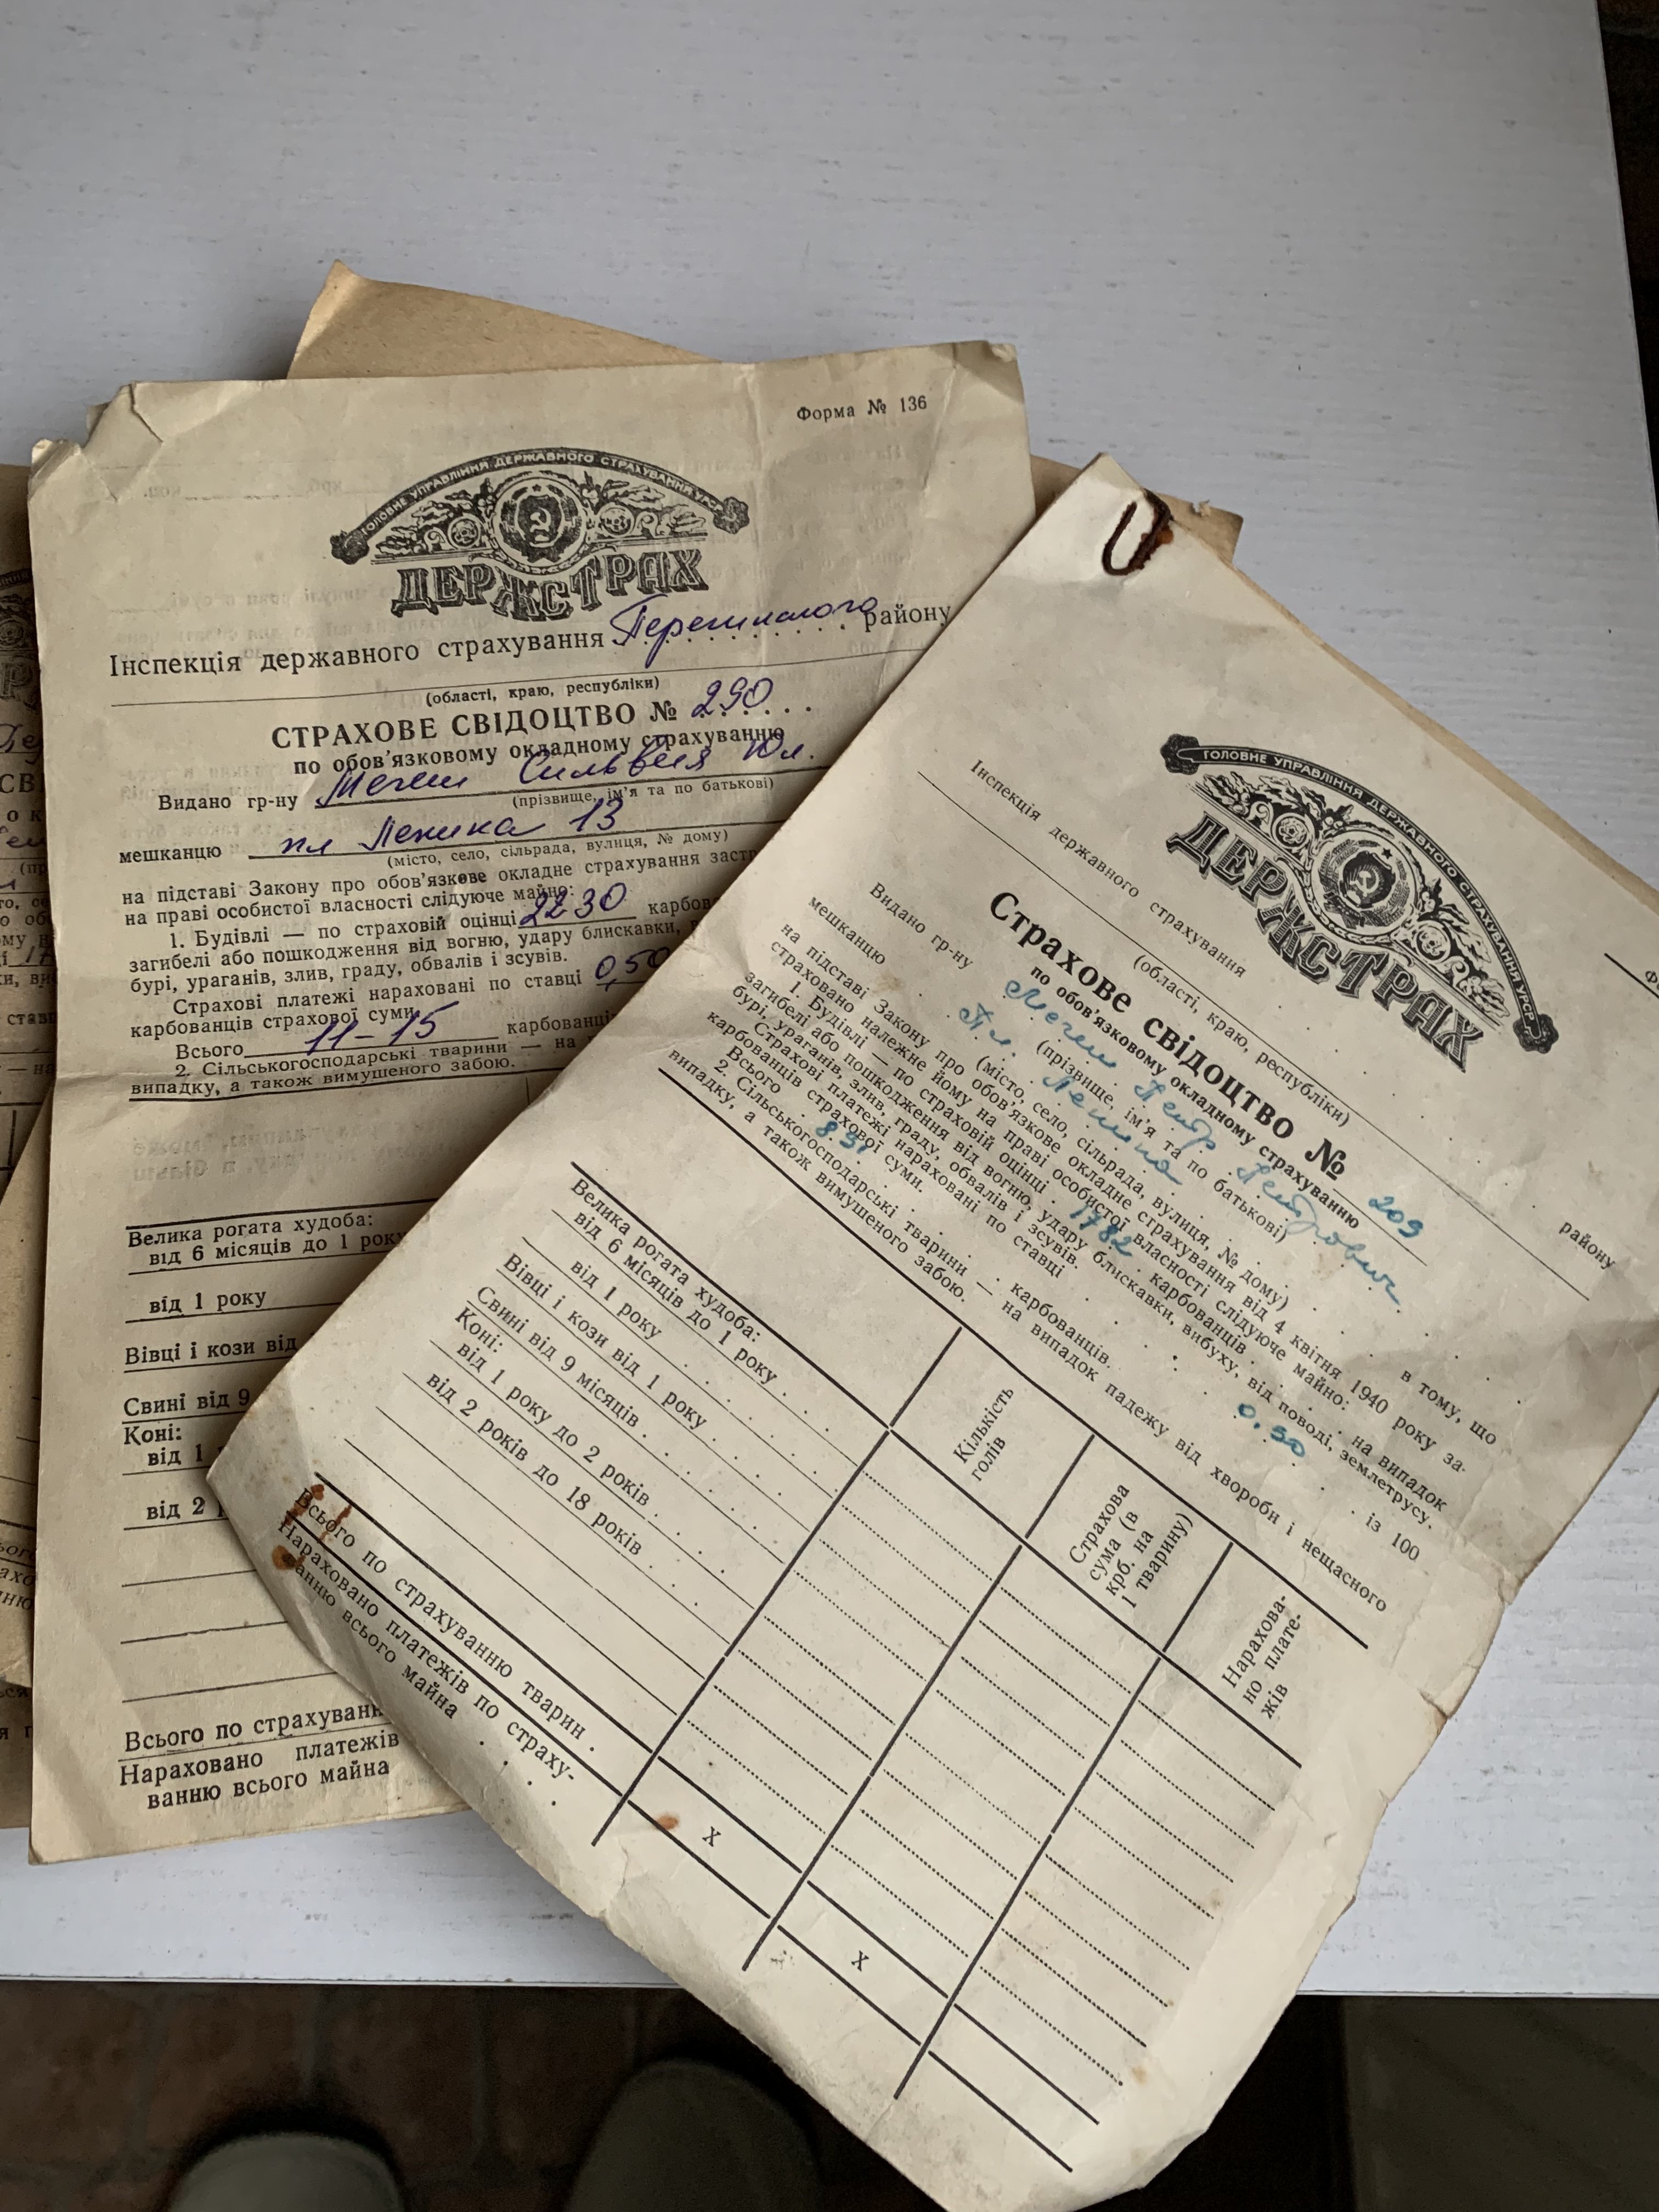 Форма № 136
ГОЛОВНЕ УПРАВЛІННЯ ДЕРЖАВНОГО СТРАХУВАННЯ УРСР
ДЕРЖСТРАХ
Інспекція державного страхування району
(області, краю, республіки)
СТРАХОВЕ СВІДОЦТВО № 290
по обов'язковому окладному страхуванню
Видано гр-ну Мегеш Сильвия Юл.
(прізвище, ім'я та по батькові)
мешканцю пл Ленина 13
(місто, село, сільрада, вулиця, № дому)
на підставі Закону про обов'язкове окладне страхування застр
на праві особистої власності слідуюче майно:
1. Будівлі — по страховій оцінці 2230 карбов
загибелі або пошкодження від вогню, удару блискавки,
бурі, ураганів, злив, граду, обвалів і зсувів.
Страхові платежі нараховані по ставці 0,50
карбованців страхової суми.
Всього 11-15 карбованців
2. Сільськогосподарські тварини — на
випадку, а також вимушеного забою.
Велика рогата худоба:
від 6 місяців до 1 року
від 1 року
Вівці і кози від
Свині від 9
Коні:
від 1
від 2
Всього по страхуван
Нараховано платежів
ванню всього майна
ГОЛОВНЕ УПРАВЛІННЯ ДЕРЖАВНОГО СТРАХУВАННЯ УРСР
ДЕРЖСТРАХ
Інспекція державного страхування району
(області, краю, республіки)
Страхове свідоцтво № 209
по обов'язковому окладному страхуванню
Видано гр-ну Мегеш Петр Петрович
(прізвище, ім'я та по батькові)
мешканцю Пл. Ленина в тому, що
(місто, село, сільрада, вулиця, № дому)
на підставі Закону про обов'язкове окладне страхування від 4 квітня 1940 року за-
страховано належне йому на праві особистої власності слідуюче майно:
1. Будівлі — по страховій оцінці 1782 карбованців на випадок
загибелі або пошкодження від вогню, удару блискавки, вибуху, від поводі, землетрусу,
бурі, ураганів, злив, граду, обвалів і зсувів.
Страхові платежі нараховані по ставці 0.50 із 100
карбованців страхової суми.
Всього 8.91 карбованців.
2. Сільськогосподарські тварини — на випадок падежу від хвороби і нещасного
випадку, а також вимушеного забою.
Кількість голів
Страхова сума (в крб. на 1 тварину)
Нарахова-
но плате-
жів
Велика рогата худоба:
від 6 місяців до 1 року
від 1 року
Вівці і кози від 1 року
Свині від 9 місяців
Коні:
від 1 року до 2 років
від 2 років до 18 років
Всього по страхуванню тварин
Нараховано платежів по страху-
ванню всього майна
Х
Х